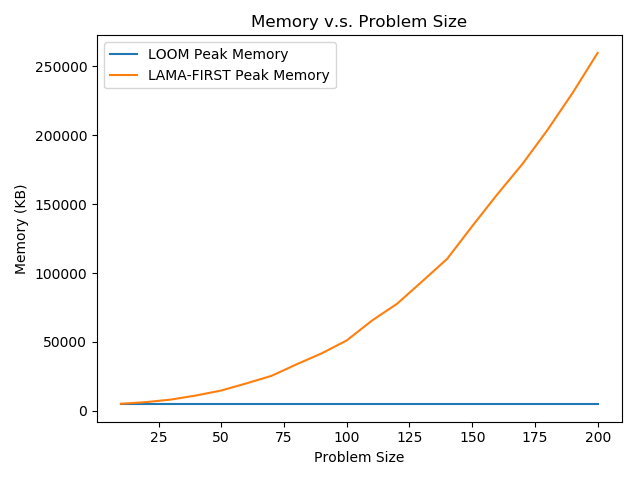 Memory v.s. Problem Size
LOOM Peak Memory
LAMA-FIRST Peak Memory
Memory (KB)
250000
200000
150000
100000
50000
0
25 50 75 100 125 150 175 200
Problem Size